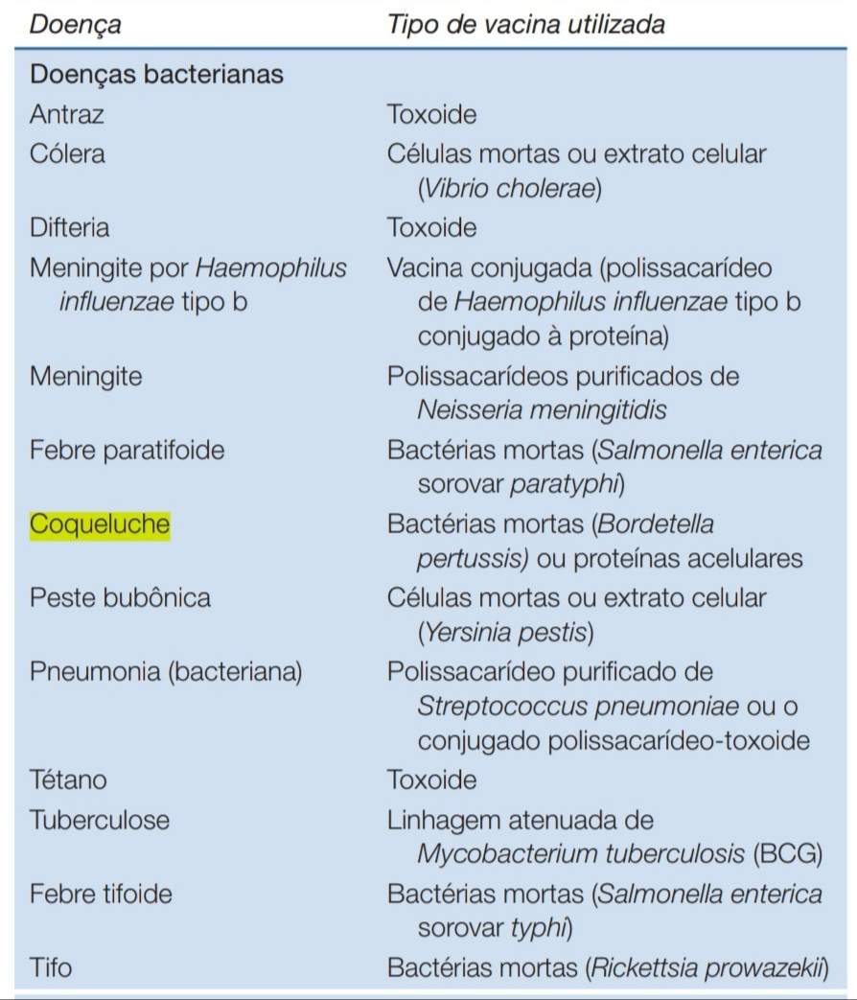 Doença Tipo de vacina utilizada
Doenças bacterianas
Antraz Toxoide
Cólera Células mortas ou extrato celular
(Vibrio cholerae)
Difteria Toxoide
Meningite por Haemophilus Vacina conjugada (polissacarídeo
influenzae tipo b de Haemophilus influenzae tipo b
conjugado à proteína)
Meningite Polissacarídeos purificados de
Neisseria meningitidis
Febre paratifoide Bactérias mortas (Salmonella enterica
sorovar paratyphi)
Coqueluche Bactérias mortas (Bordetella
pertussis) ou proteínas acelulares
Peste bubônica Células mortas ou extrato celular
(Yersinia pestis)
Pneumonia (bacteriana) Polissacarídeo purificado de
Streptococcus pneumoniae ou o
conjugado polissacarídeo-toxoide
Tétano Toxoide
Tuberculose Linhagem atenuada de
Mycobacterium tuberculosis (BCG)
Febre tifoide Bactérias mortas (Salmonella enterica
sorovar typhi)
Tifo Bactérias mortas (Rickettsia prowazekii)